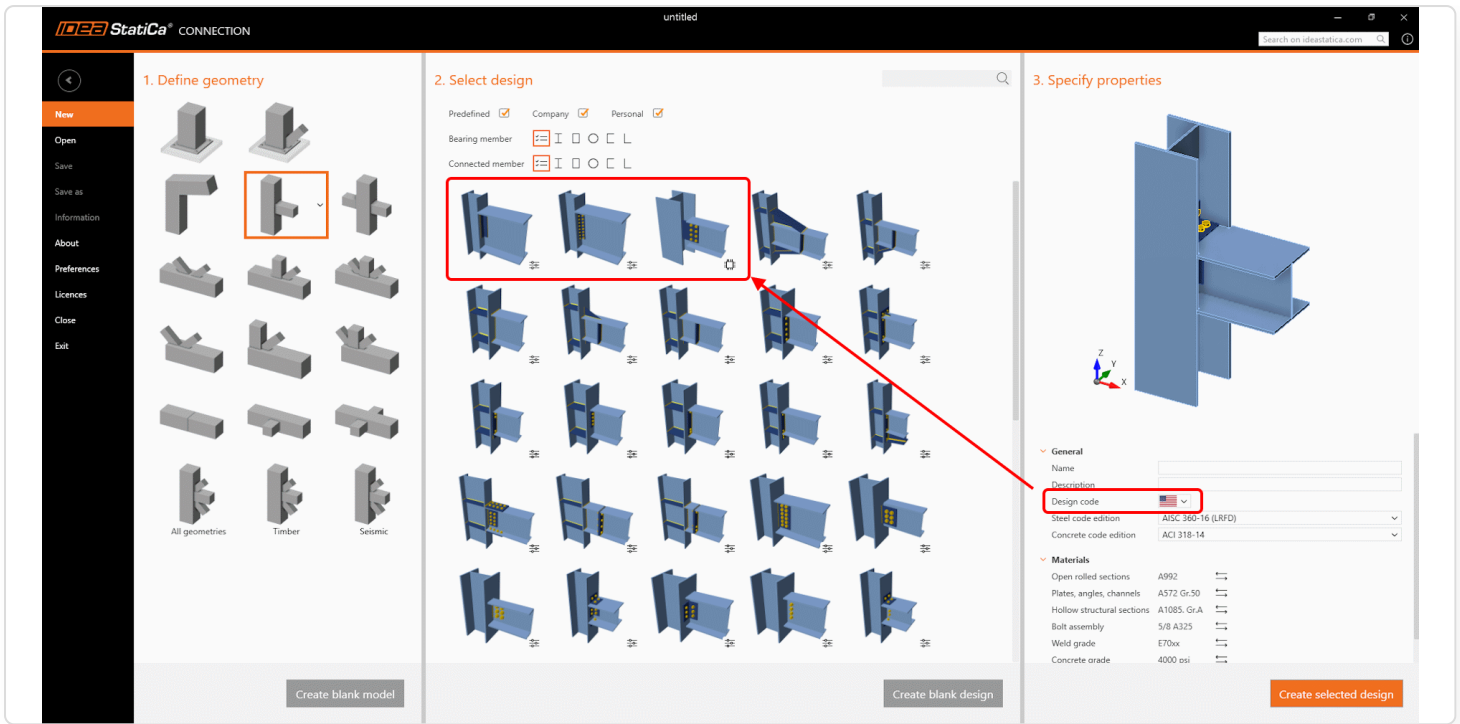 untitled
IDEA StatiCa® CONNECTION
Search on ideastatica.com
New
Open
Save
Save as
Information
About
Preferences
Licences
Close
Exit
1. Define geometry
All geometries
Timber
Seismic
Create blank model
2. Select design
Predefined
Company
Personal
Bearing member
Connected member
Create blank design
3. Specify properties
Z
Y
X
General
Name
Description
Design code
Steel code edition AISC 360-16 (LRFD)
Concrete code edition ACI 318-14
Materials
Open rolled sections A992
Plates, angles, channels A572 Gr.50
Hollow structural sections A1085. Gr.A
Bolt assembly 5/8 A325
Weld grade E70xx
Concrete grade 4000 psi
Create selected design